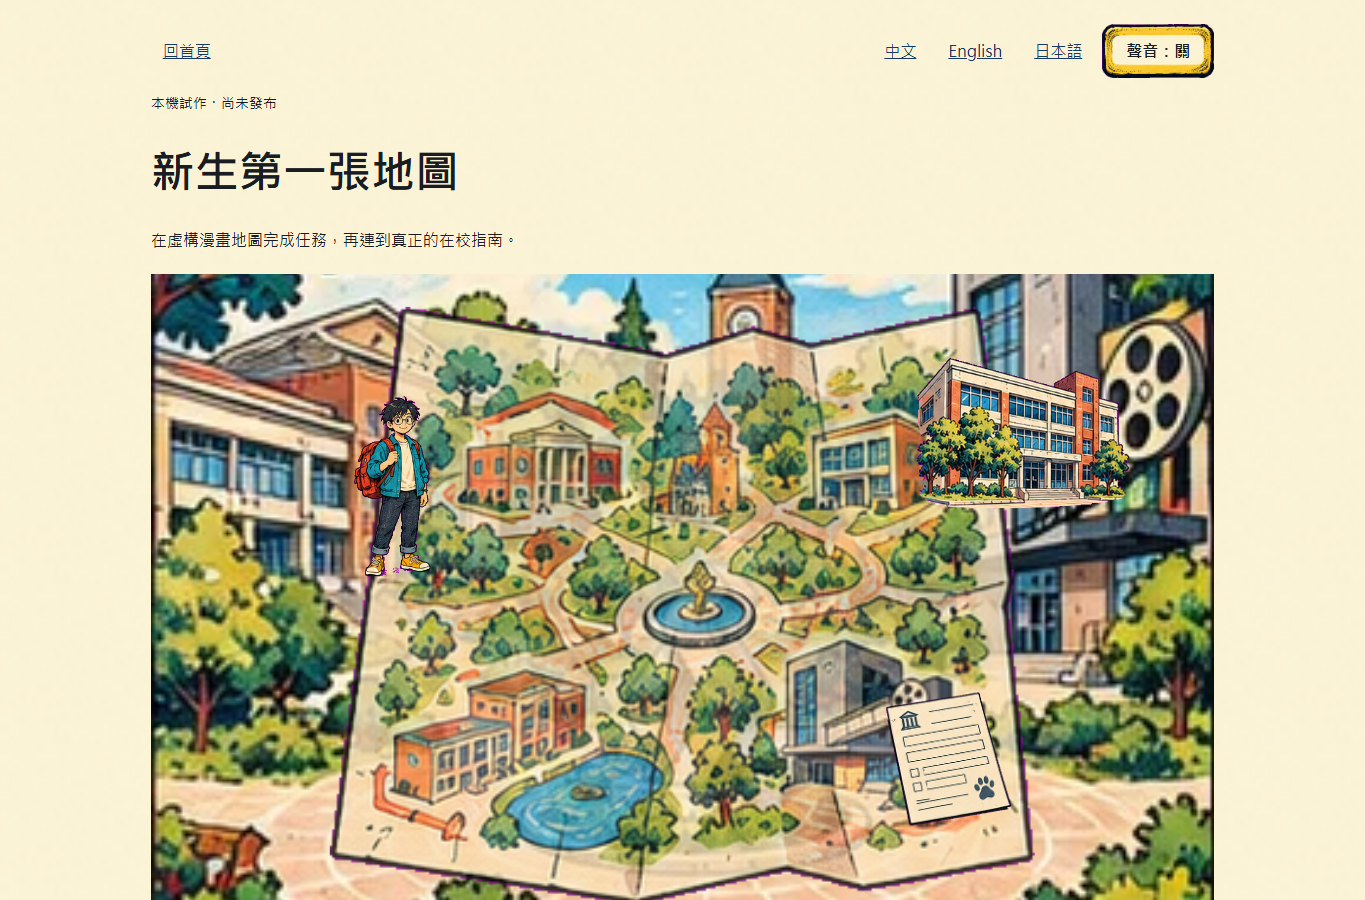 回首頁
中文 English 日本語 聲音：關
本機試作・尚未發布
新生第一張地圖
在虛構漫畫地圖完成任務，再連到真正的在校指南。